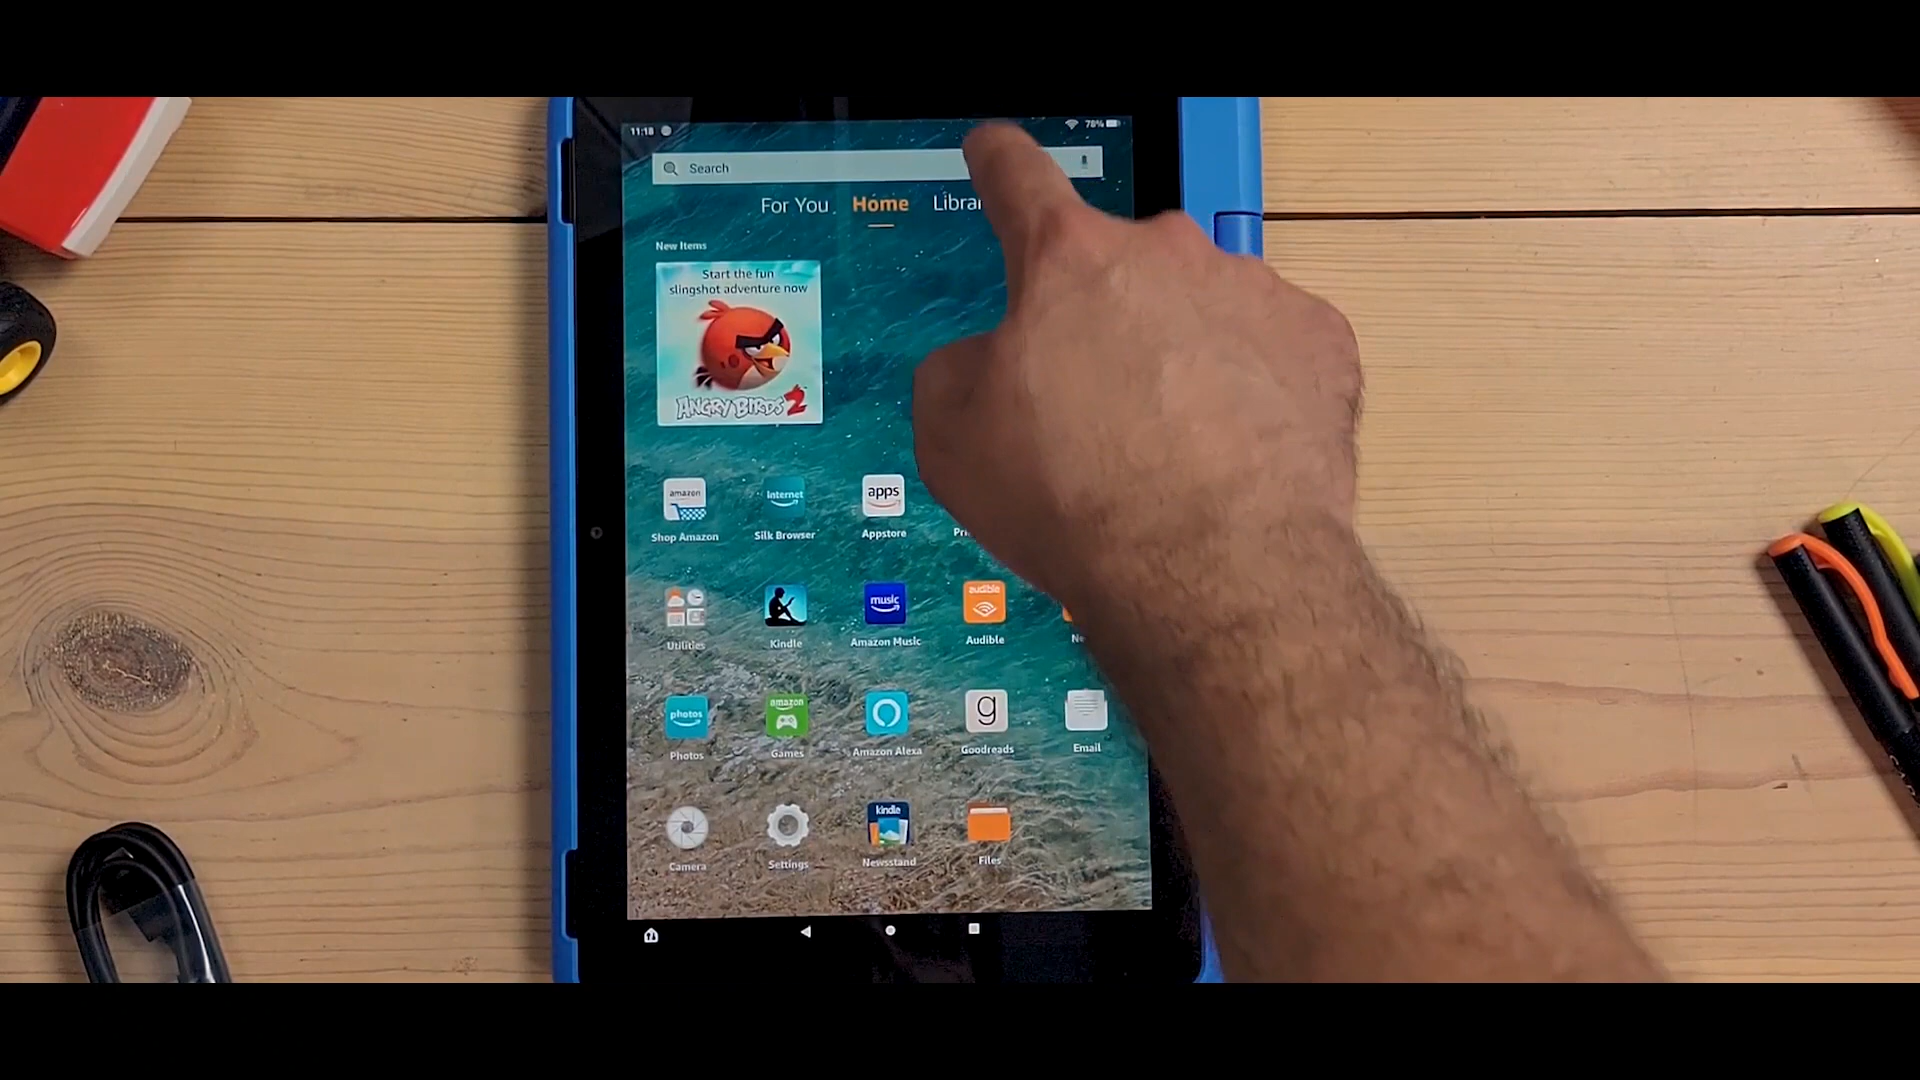 11:18 78%
Search
For You Home Librar
New Items
Start the fun
slingshot adventure now
ANGRY BIRDS 2
amazon internet apps
Shop Amazon Silk Browser Appstore Pri
music audible
Utilities Kindle Amazon Music Audible Ne
photos amazon g
Photos Games Amazon Alexa Goodreads Email
kindle
Camera Settings Newsstand Files